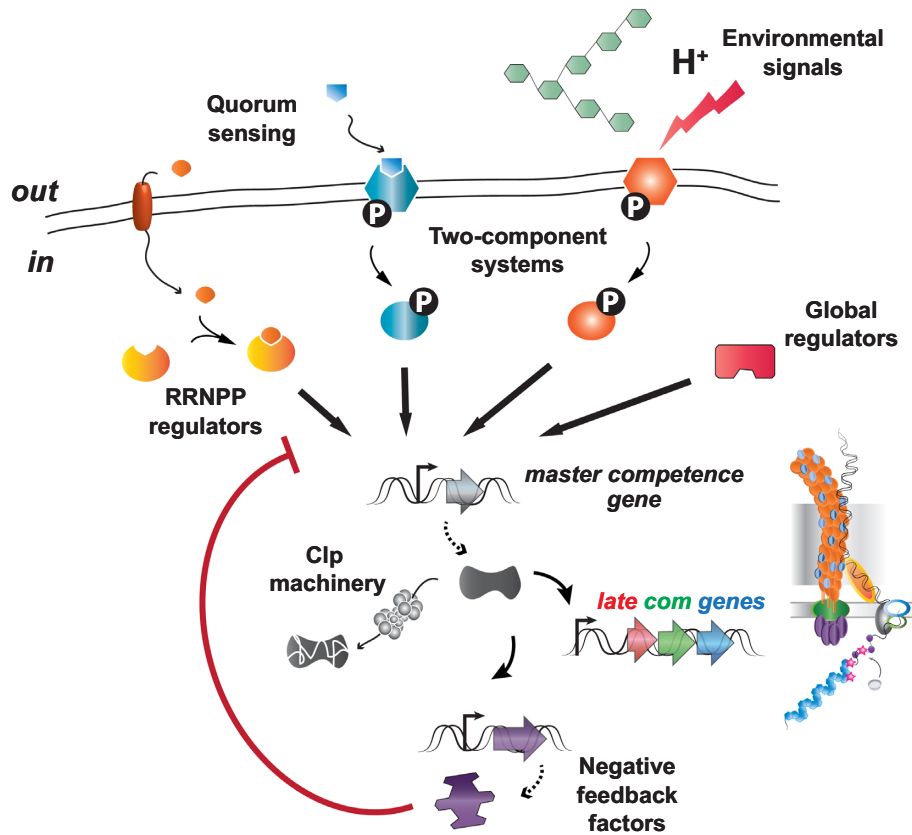 Environmental
signals
H+
Quorum
sensing
out
in
P
P
Two-component
systems
P
P
Global
regulators
RRNPP
regulators
master competence
gene
Clp
machinery
late com genes
Negative
feedback
factors